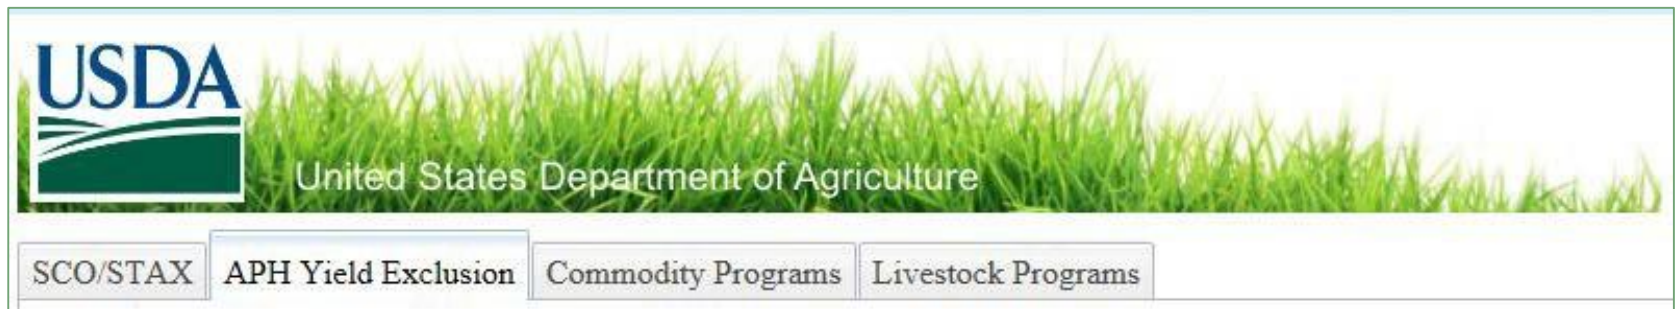 USDA
United States Department of Agriculture
SCO/STAX APH Yield Exclusion Commodity Programs Livestock Programs